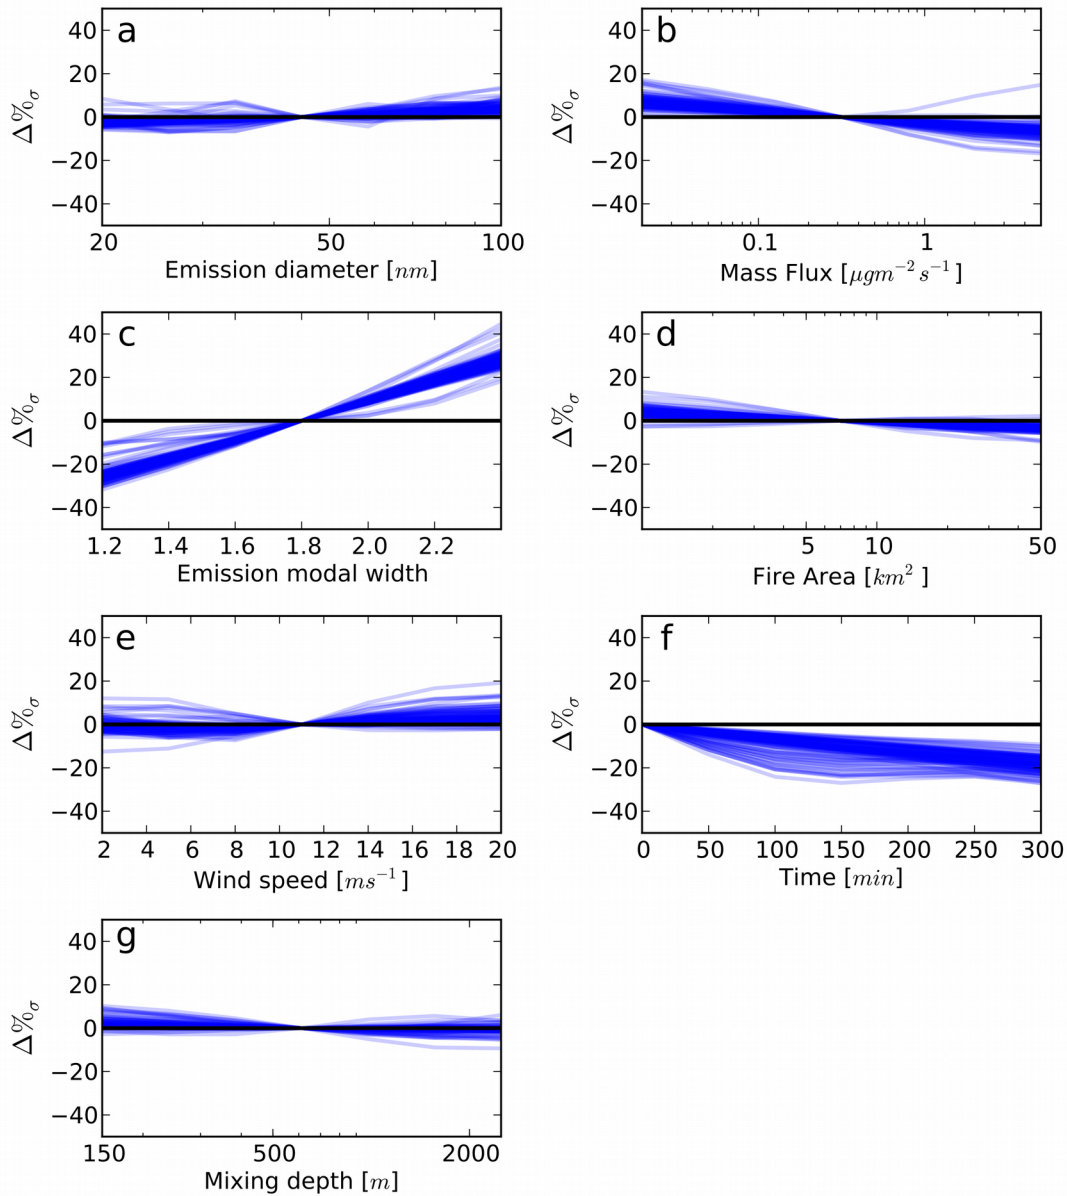 a
40
20
0
−20
−40
Δ%σ
20 50 100
Emission diameter [nm]
b
40
20
0
−20
−40
Δ%σ
0.1 1
Mass Flux [μgm⁻²s⁻¹]
c
40
20
0
−20
−40
Δ%σ
1.2 1.4 1.6 1.8 2.0 2.2
Emission modal width
d
40
20
0
−20
−40
Δ%σ
5 10 50
Fire Area [km²]
e
40
20
0
−20
−40
Δ%σ
2 4 6 8 10 12 14 16 18 20
Wind speed [ms⁻¹]
f
40
20
0
−20
−40
Δ%σ
0 50 100 150 200 250 300
Time [min]
g
40
20
0
−20
−40
Δ%σ
150 500 2000
Mixing depth [m]